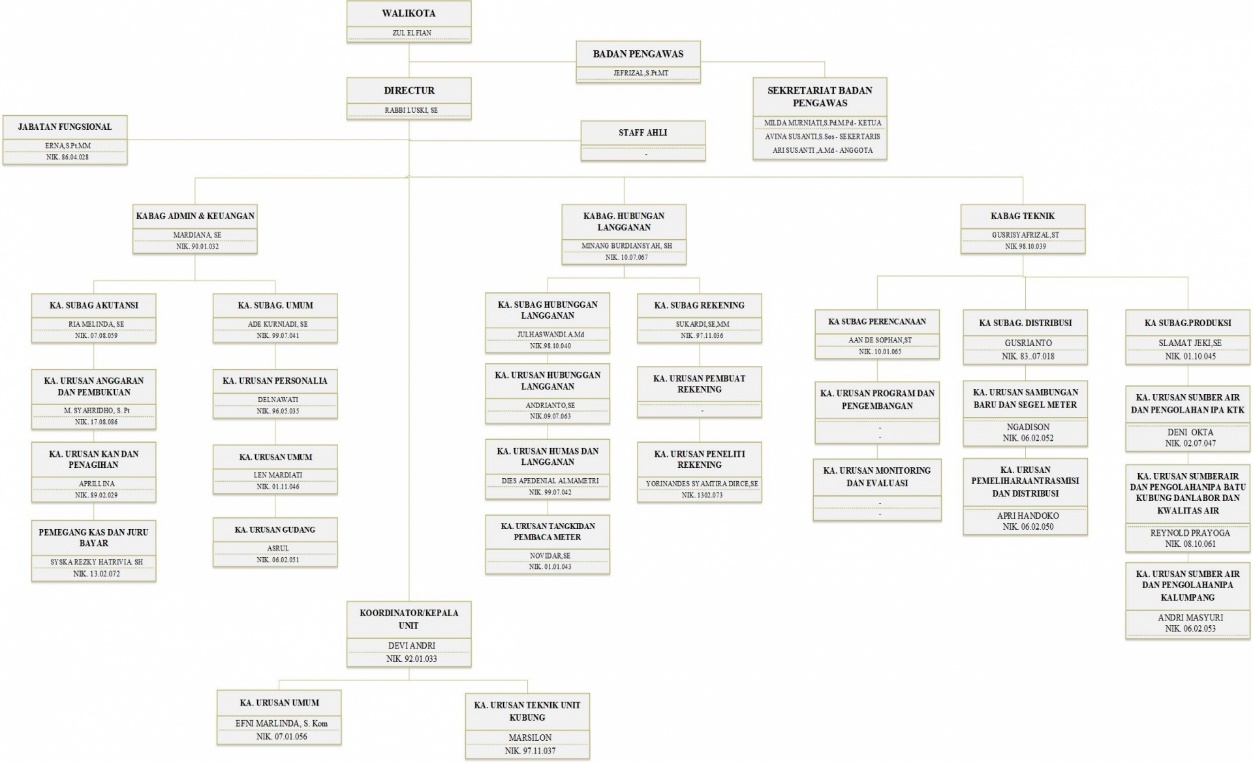 WALIKOTA
ZUL ELFIAN
BADAN PENGAWAS
JEFRIZAL,S.Pt.MT
DIRECTUR
RABBI LUSKI, SE
SEKRETARIAT BADAN
PENGAWAS
MILDA MURNIATI,S.Pd.M.Pd - KETUA
AVINA SUSANTI,S.Sos - SEKERTARIS
ARI SUSANTI ,A.Md - ANGGOTA
JABATAN FUNGSIONAL
ERNA,S.Pt.MM
NIK. 86.04.028
STAFF AHLI
-
KABAG ADMIN & KEUANGAN
MARDIANA, SE
NIK. 90.01.032
KABAG. HUBUNGAN
LANGGANAN
MINANG BURDIANSYAH, SH
NIK. 10.07.067
KABAG TEKNIK
GUSRISY AFRIZAL,ST
NIK 98.10.039
KA. SUBAG AKUTANSI
RIA MELINDA, SE
NIK. 07.08.059
KA. URUSAN ANGGARAN
DAN PEMBUKUAN
M. SYAHRIDHO, S. Pt
NIK. 17.08.086
KA. URUSAN KAN DAN
PENAGIHAN
APRILLINA
NIK. 89.02.029
PEMEGANG KAS DAN JURU
BAYAR
SYSKA REZKY HATRIVIA. SH
NIK. 13.02.072
KA. SUBAG. UMUM
ADE KURNIADI, SE
NIK. 99.07.041
KA. URUSAN PERSONALIA
DELNAWATI
NIK. 96.05.035
KA. URUSAN UMUM
LEN MARDIATI
NIK. 01.11.046
KA. URUSAN GUDANG
ASRUL
NIK. 06.02.051
KA. SUBAG HUBUNGGAN
LANGGANAN
JULHASWANDI.A.Md
NIK.98.10.040
KA. URUSAN HUBUNGGAN
LANGGANAN
ANDRIANTO,SE
NIK.09.07.063
KA. URUSAN HUMAS DAN
LANGGANAN
DIES APEDENIAL ALMAMETRI
NIK. 99.07.042
KA. URUSAN TANGKIDAN
PEMBACA METER
NOVIDAR,SE
NIK. 01.01.043
KA. SUBAG REKENING
SUKARDI,SE,MM
NIK. 97.11.036
KA. URUSAN PEMBUAT
REKENING
-
KA. URUSAN PENELITI
REKENING
YORINANDES SYAMTIRA DIRCE,SE
NIK. 1302.073
KA SUBAG PERENCANAAN
AAN DE SOPHAN,ST
NIK. 10.01.065
KA. URUSAN PROGRAM DAN
PENGEMBANGAN
-
-
KA. URUSAN MONITORING
DAN EVALUASI
-
-
KA SUBAG. DISTRIBUSI
GUSRIANTO
NIK. 83..07.018
KA. URUSAN SAMBUNGAN
BARU DAN SEGEL METER
NGADISON
NIK. 06.02.052
KA. URUSAN
PEMELIHARAANTRASMISI
DAN DISTRIBUSI
APRI HANDOKO
NIK. 06.02.050
KA SUBAG.PRODUKSI
SLAMAT JEKI,SE
NIK. 01.10.045
KA. URUSAN SUMBER AIR
DAN PENGOLAHAN IPA KTK
DENI OKTA
NIK. 02.07.047
KA. URUSAN SUMBERAIR
DAN PENGOLAHANIPA BATU
KUBUNG DANLABOR DAN
KWALITAS AIR
REYNOLD PRAYOGA
NIK. 08.10.061
KA. URUSAN SUMBER AIR
DAN PENGOLAHANIPA
KALUMPANG
ANDRI MASYURI
NIK. 06.02.053
KOORDINATOR/KEPALA
UNIT
DEVI ANDRI
NIK. 92.01.033
KA. URUSAN UMUM
EFNI MARLINDA, S. Kom
NIK. 07.01.056
KA. URUSAN TEKNIK UNIT
KUBUNG
MARSILON
NIK. 97.11.037